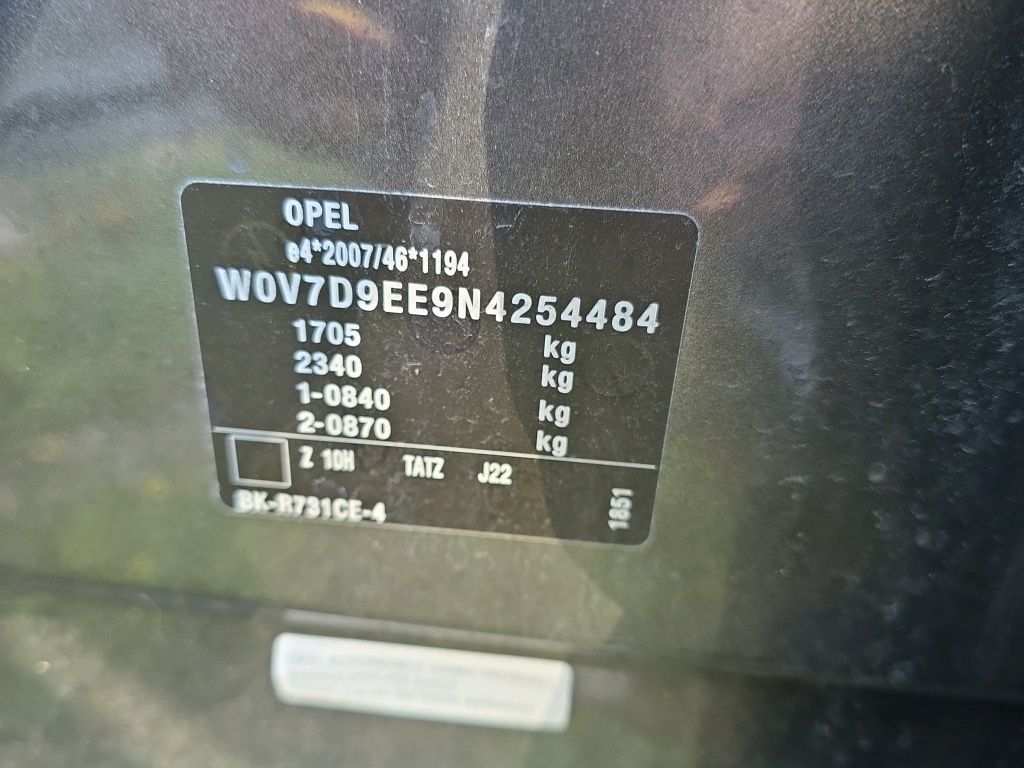 OPEL
e4*2007/46*1194
W0V7D9EE9N4254484
1705 kg
2340 kg
1-0840 kg
2-0870 kg
Z 10H TATZ J22
BK-R731CE-4
1851